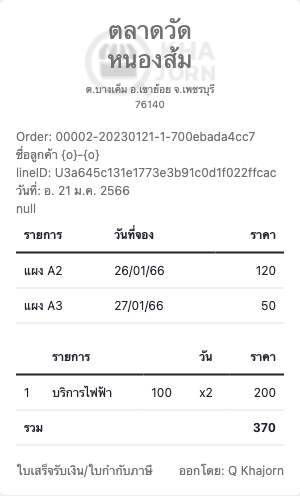 KHA
JURN
ตลาดวัด
หนองส้ม
ต.บางเค็ม อ.เขาย้อย จ.เพชรบุรี
76140
Order: 00002-20230121-1-700ebada4cc7
ชื่อลูกค้า {o}-{o}
lineID: U3a645c131e1773e3b91c0d1f022ffcac
วันที่: อ. 21 ม.ค. 2566
null
รายการ วันที่จอง ราคา
แผง A2 26/01/66 120
แผง A3 27/01/66 50
รายการ วัน ราคา
1 บริการไฟฟ้า 100 x2 200
รวม 370
ใบเสร็จรับเงิน/ใบกำกับภาษี ออกโดย: Q Khajorn